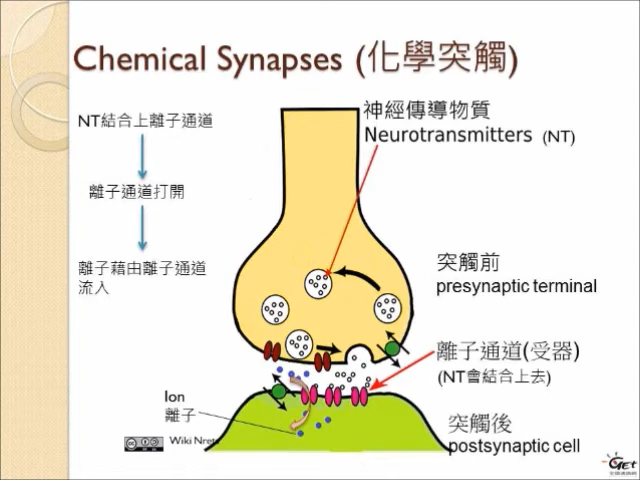 Chemical Synapses (化學突觸)
NT結合上離子通道
離子通道打開
離子藉由離子通道
流入
神經傳導物質
Neurotransmitters (NT)
突觸前
presynaptic terminal
離子通道(受器)
(NT會結合上去)
Ion
離子
突觸後
postsynaptic cell
Wiki